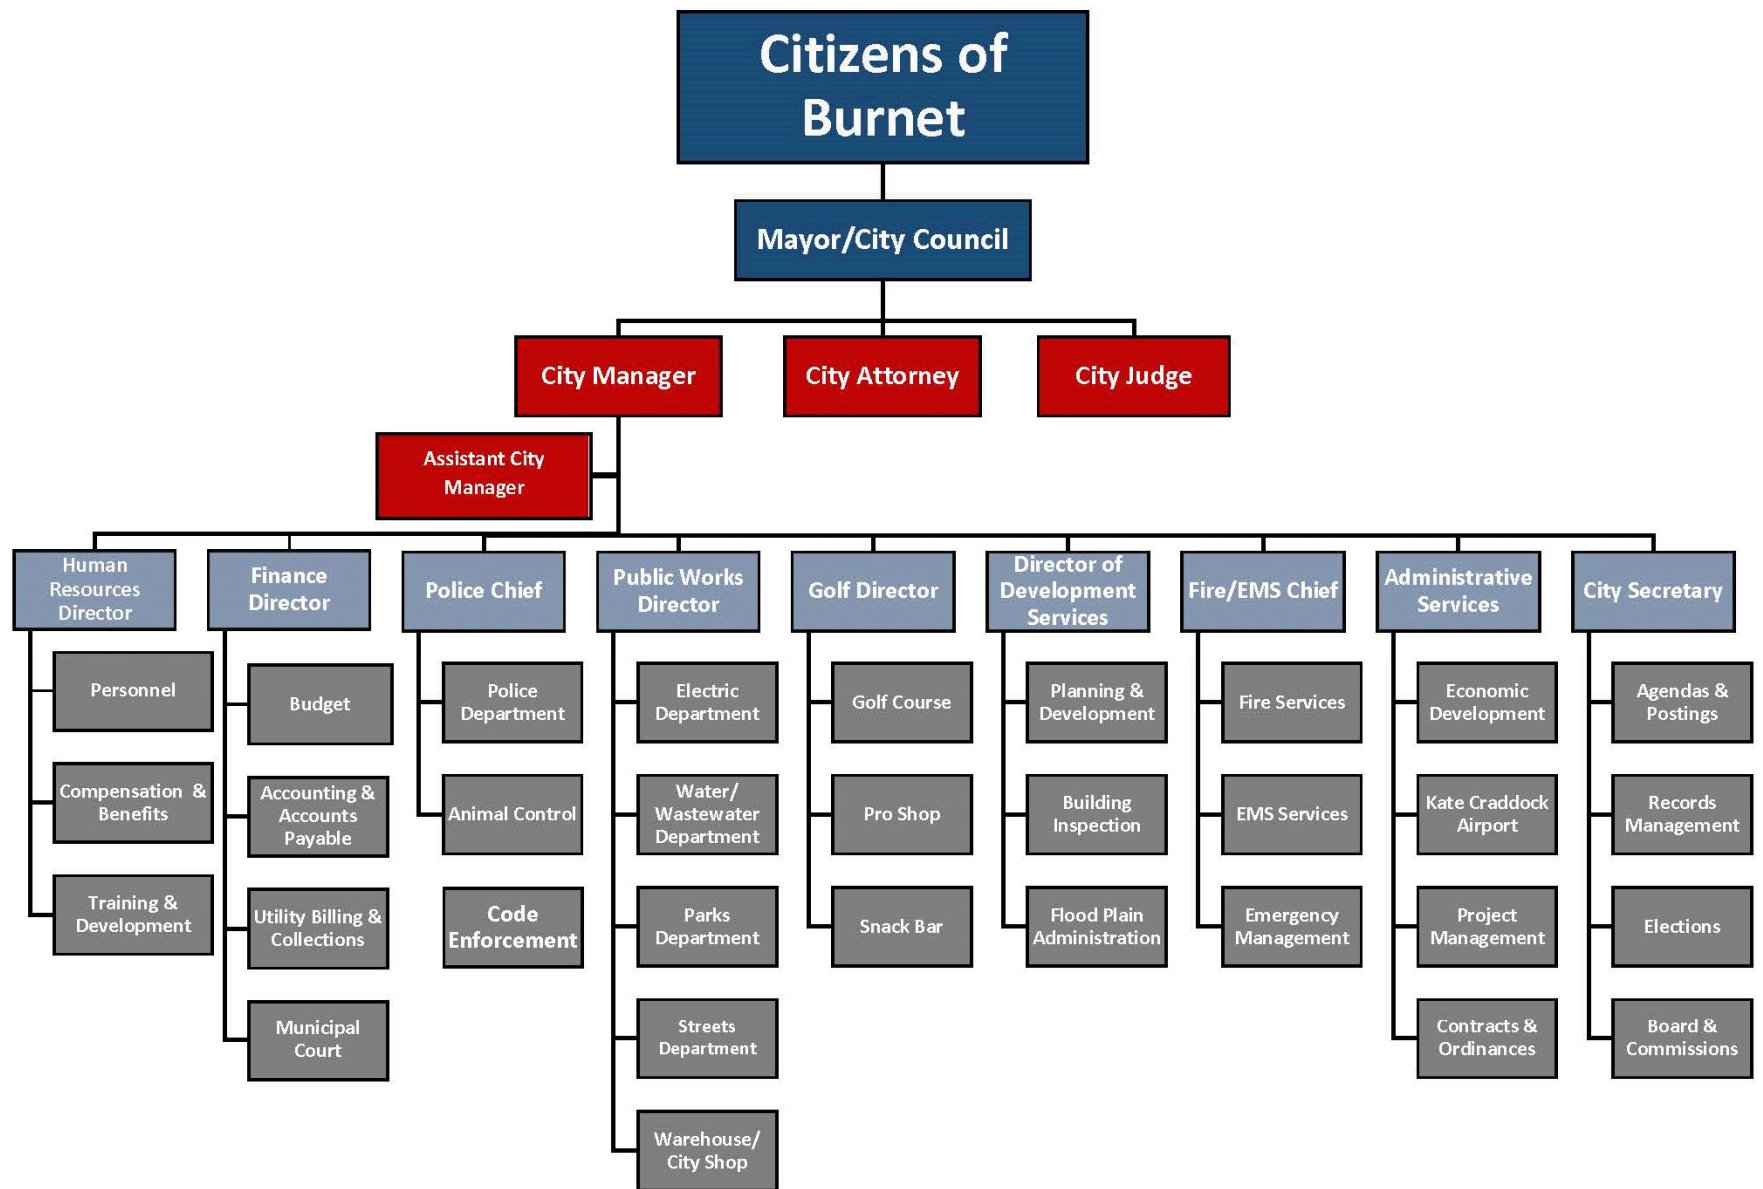 Citizens of
Burnet
Mayor/City Council
City Manager
City Attorney
City Judge
Assistant City
Manager
Human
Resources
Director
Finance
Director
Police Chief
Public Works
Director
Golf Director
Director of
Development
Services
Fire/EMS Chief
Administrative
Services
City Secretary
Personnel
Compensation & 
Benefits
Training &
Development
Budget
Accounting &
Accounts
Payable
Utility Billing &
Collections
Municipal
Court
Police
Department
Animal Control
Code
Enforcement
Electric
Department
Water/
Wastewater
Department
Parks
Department
Streets
Department
Warehouse/
City Shop
Golf Course
Pro Shop
Snack Bar
Planning &
Development
Building
Inspection
Flood Plain
Administration
Fire Services
EMS Services
Emergency
Management
Economic
Development
Kate Craddock
Airport
Project
Management
Contracts &
Ordinances
Agendas &
Postings
Records
Management
Elections
Board &
Commissions